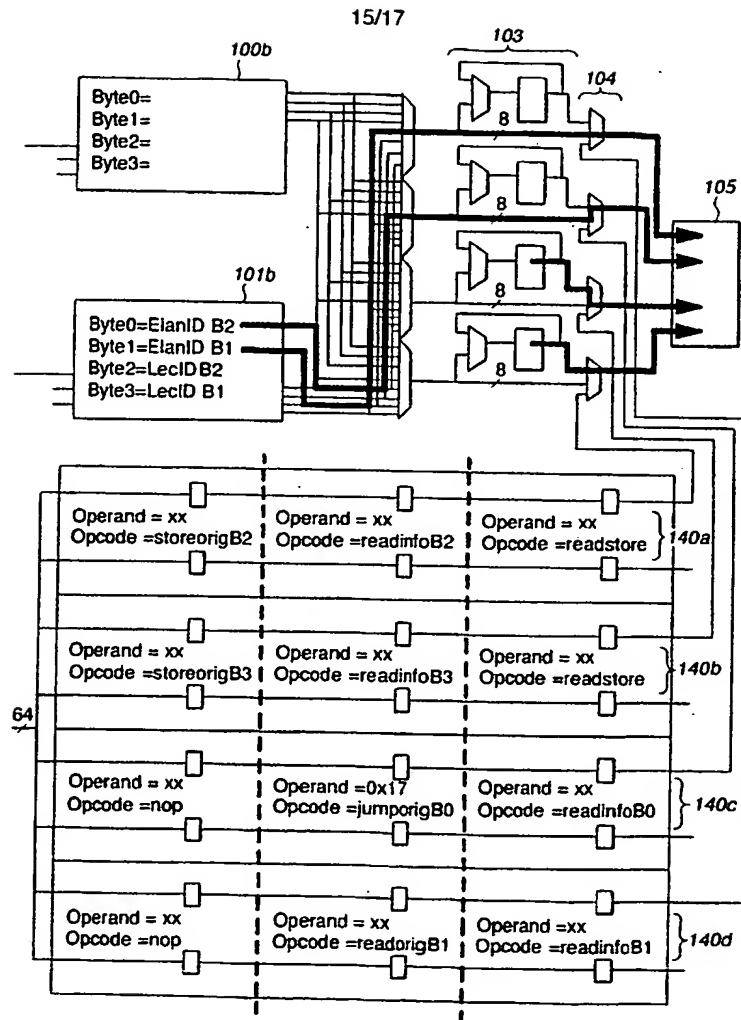 15/17
100b
Byte0=
Byte1=
Byte2=
Byte3=
103
104
8
8
8
8
105
101b
Byte0=ElanID B2
Byte1=ElanID B1
Byte2=LecID B2
Byte3=LecID B1
Operand = xx
Opcode =storeorigB2
Operand = xx
Opcode =readinfoB2
Operand = xx
Opcode =readstore
140a
Operand = xx
Opcode =storeorigB3
Operand = xx
Opcode =readinfoB3
Operand = xx
Opcode =readstore
140b
64
Operand = xx
Opcode =nop
Operand =0x17
Opcode =jumporigB0
Operand = xx
Opcode =readinfoB0
140c
Operand = xx
Opcode =nop
Operand = xx
Opcode =readorigB1
Operand =xx
Opcode =readinfoB1
140d